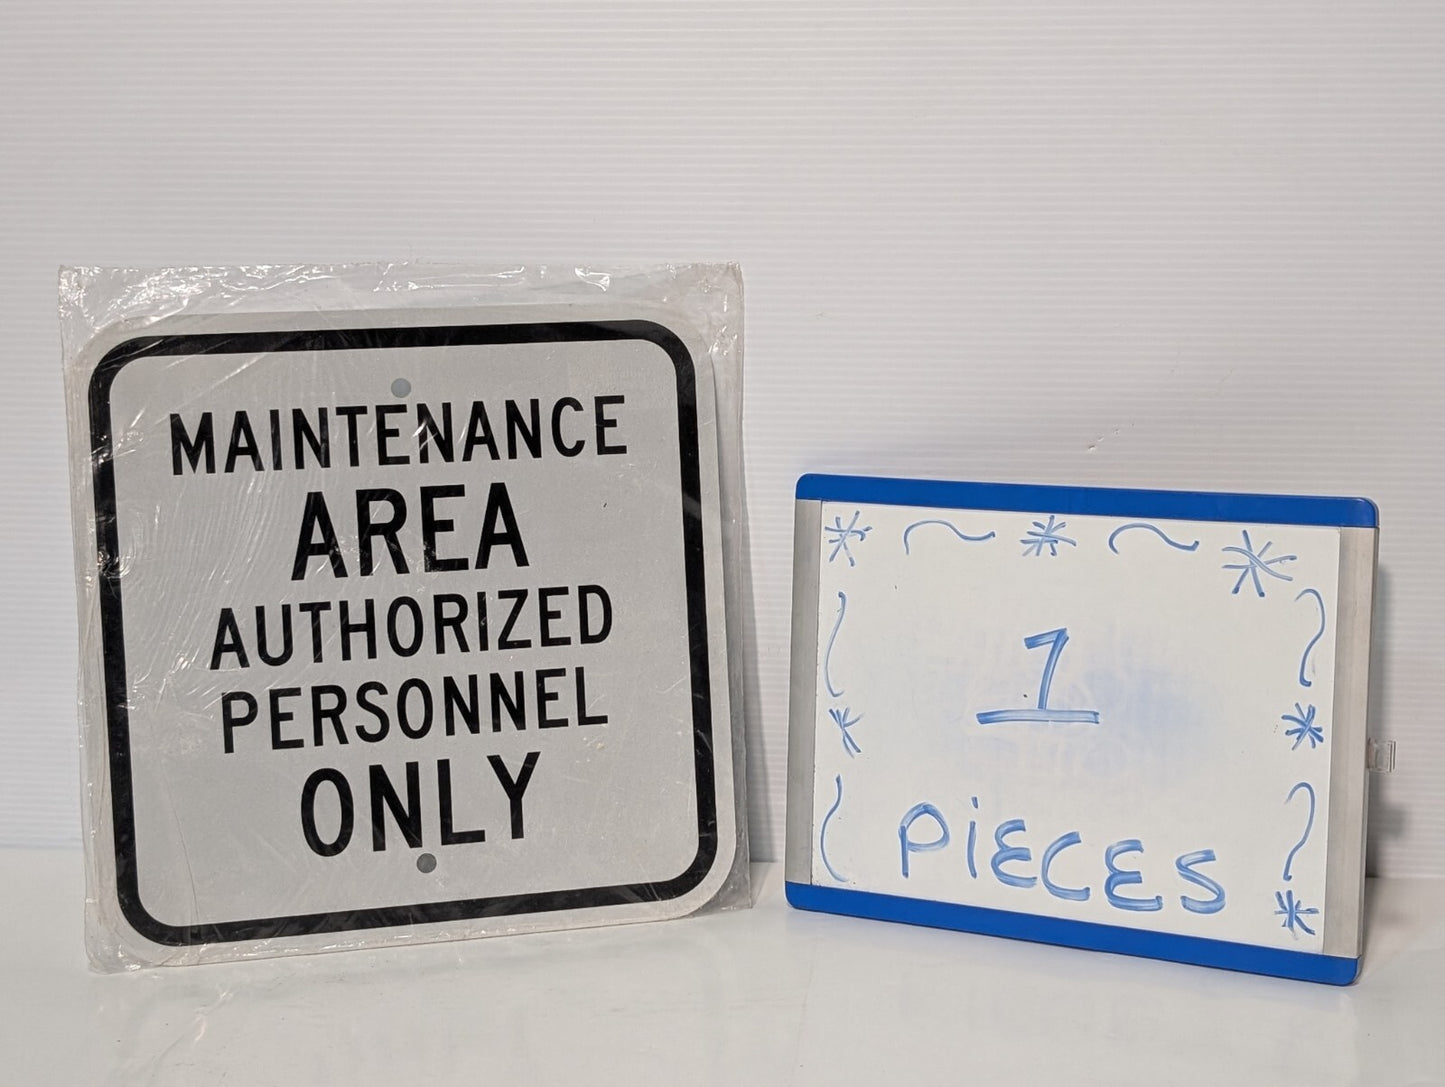 MAINTENANCE
AREA
AUTHORIZED
PERSONNEL
ONLY
1
PiECES